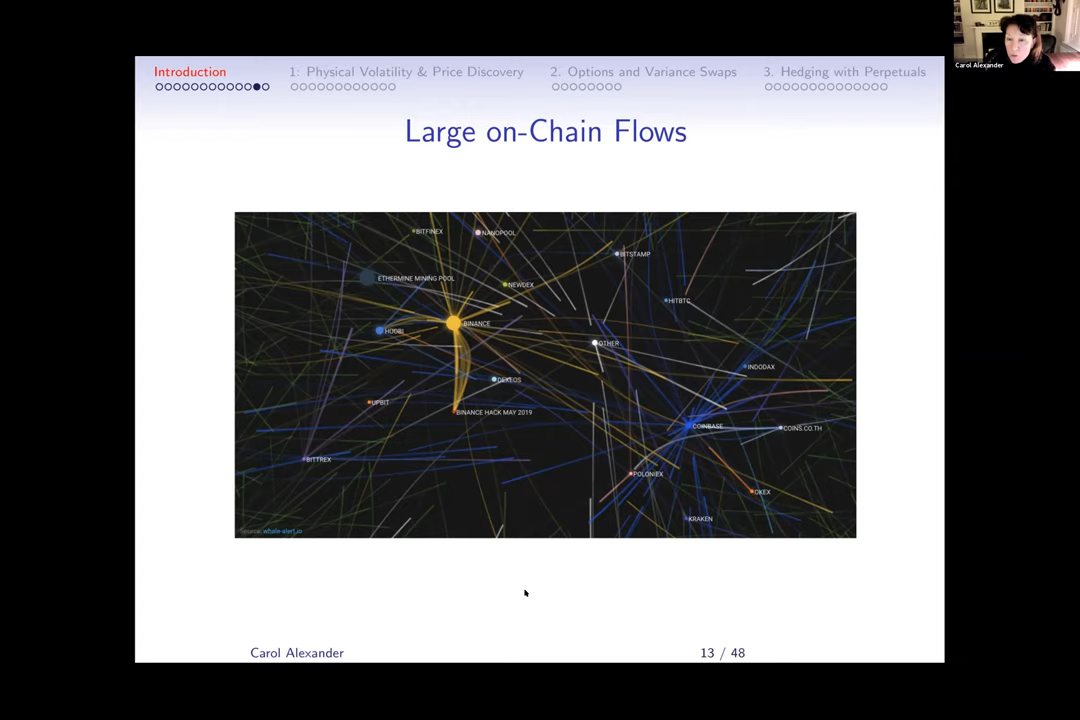 Introduction
1: Physical Volatility & Price Discovery
2. Options and Variance Swaps
3. Hedging with Perpetuals
Carol Alexander
Large on-Chain Flows
BITFINEX
NANOPOOL
BITSTAMP
ETHERMINE MINING POOL
NEWDEX
HITBTC
HUOBI
BINANCE
OTHER
INDODAX
DEXEOS
UPBIT
BINANCE HACK MAY 2019
COINBASE
COINS.CO.TH
BITTREX
POLONIEX
OKEX
KRAKEN
Source: whale-alert.io
Carol Alexander
13 / 48